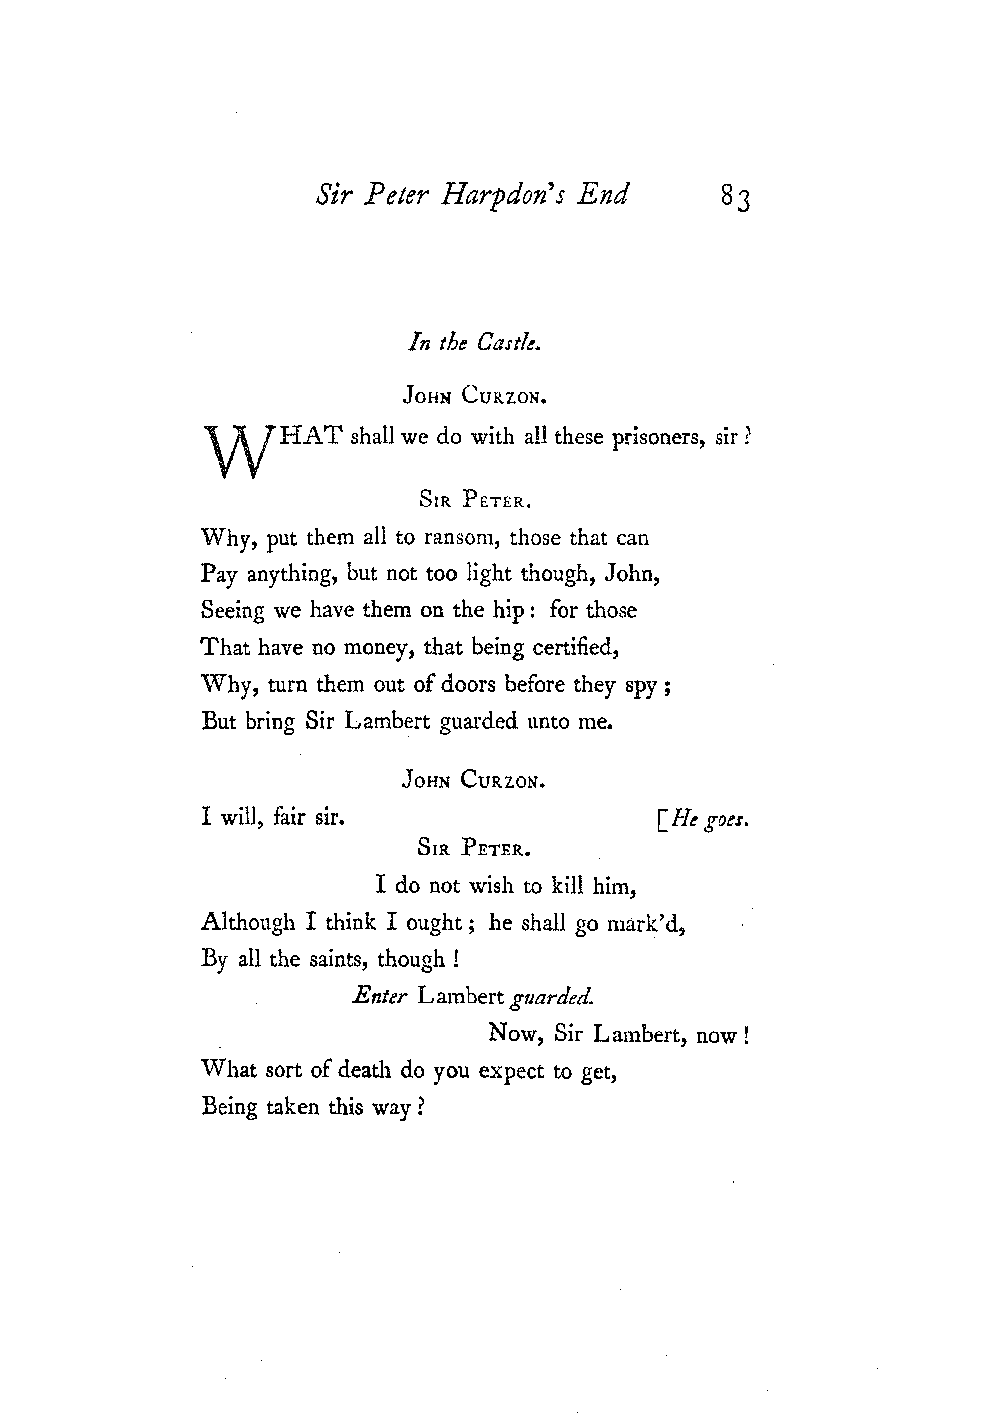 Sir Peter Harpdon's End 83
In the Castle.
John Curzon.
WHAT shall we do with all these prisoners, sir?
Sir Peter.
Why, put them all to ransom, those that can
Pay anything, but not too light though, John,
Seeing we have them on the hip: for those
That have no money, that being certified,
Why, turn them out of doors before they spy;
But bring Sir Lambert guarded unto me.
John Curzon.
I will, fair sir. [He goes.
Sir Peter.
I do not wish to kill him,
Although I think I ought; he shall go mark'd,
By all the saints, though!
Enter Lambert guarded.
Now, Sir Lambert, now!
What sort of death do you expect to get,
Being taken this way?